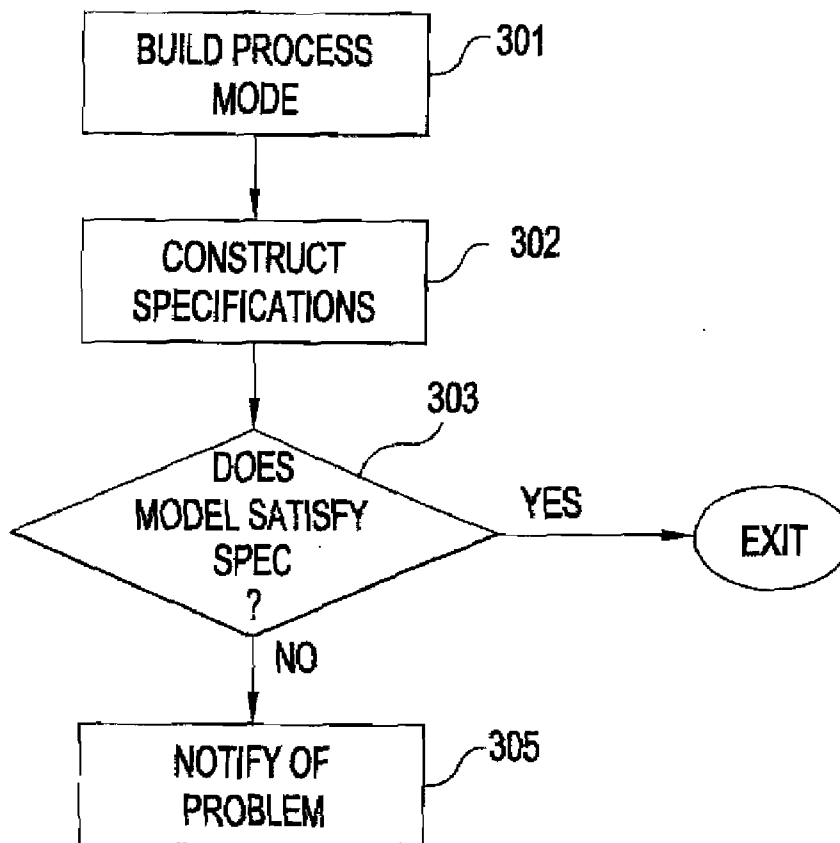 BUILD PROCESS
MODE
301
CONSTRUCT
SPECIFICATIONS
302
303
DOES
MODEL SATISFY
SPEC
?
YES
EXIT
NO
NOTIFY OF
PROBLEM
305